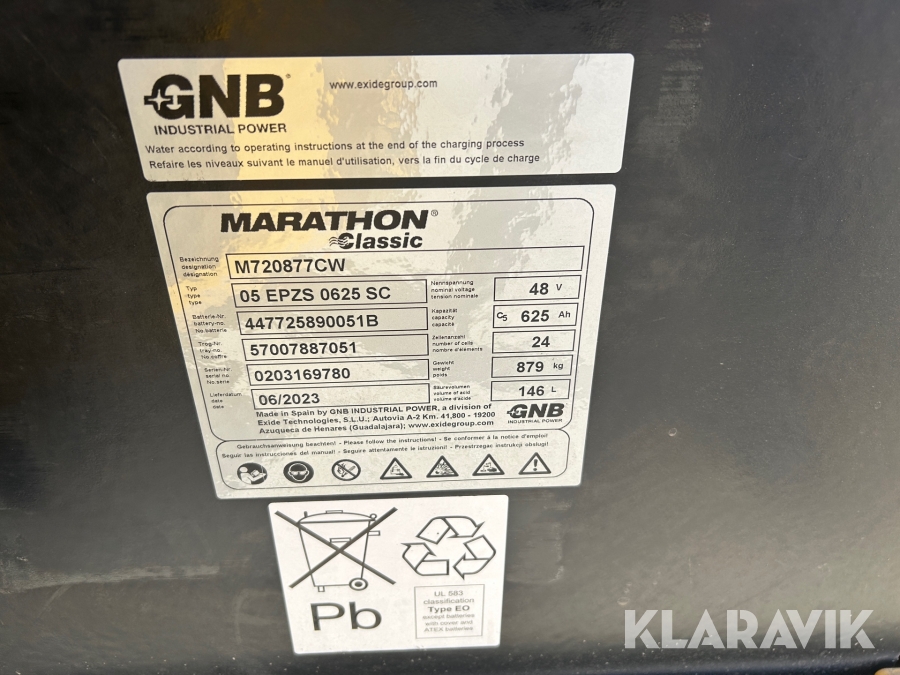 GNB®
INDUSTRIAL POWER
www.exidegroup.com
Water according to operating instructions at the end of the charging process
Refaire les niveaux suivant le manuel d'utilisation, vers la fin du cycle de charge
MARATHON®
Classic
Bezeichnung
designation
désignation
M720877CW
Typ
type
type
05 EPZS 0625 SC
Nennspannung
nominal voltage
tension nominale
48 V
Batterie-Nr.
battery-no.
No.batterie
447725890051B
Kapazität
capacity
capacité
C5 625 Ah
Trog-Nr.
tray-no.
No.coffre
57007887051
Zellenanzahl
number of cells
nombre d'éléments
24
Serien-Nr.
serial no.
No.serie
0203169780
Gewicht
weight
poids
879 kg
Lieferdatum
date
date
06/2023
Säurevolumen
volume of acid
volume d'acide
146 L
Made in Spain by GNB INDUSTRIAL POWER, a division of
Exide Technologies, S.L.U.; Autovia A-2 Km. 41,800 - 19200
Azuqueca de Henares (Guadalajara); www.exidegroup.com
GNB
INDUSTRIAL POWER
Gebrauchsanweisung beachten! - Please follow the instructions! - Se conformer à la notice d'emploi!
Seguir las instrucciones del manual! - Seguire attentamente le istruzioni! - Przestrzegac instrukcji obslugi!
Pb
UL 583
classification
Type EO
except batteries
with cover and
ATEX batteries
KLARAVIK